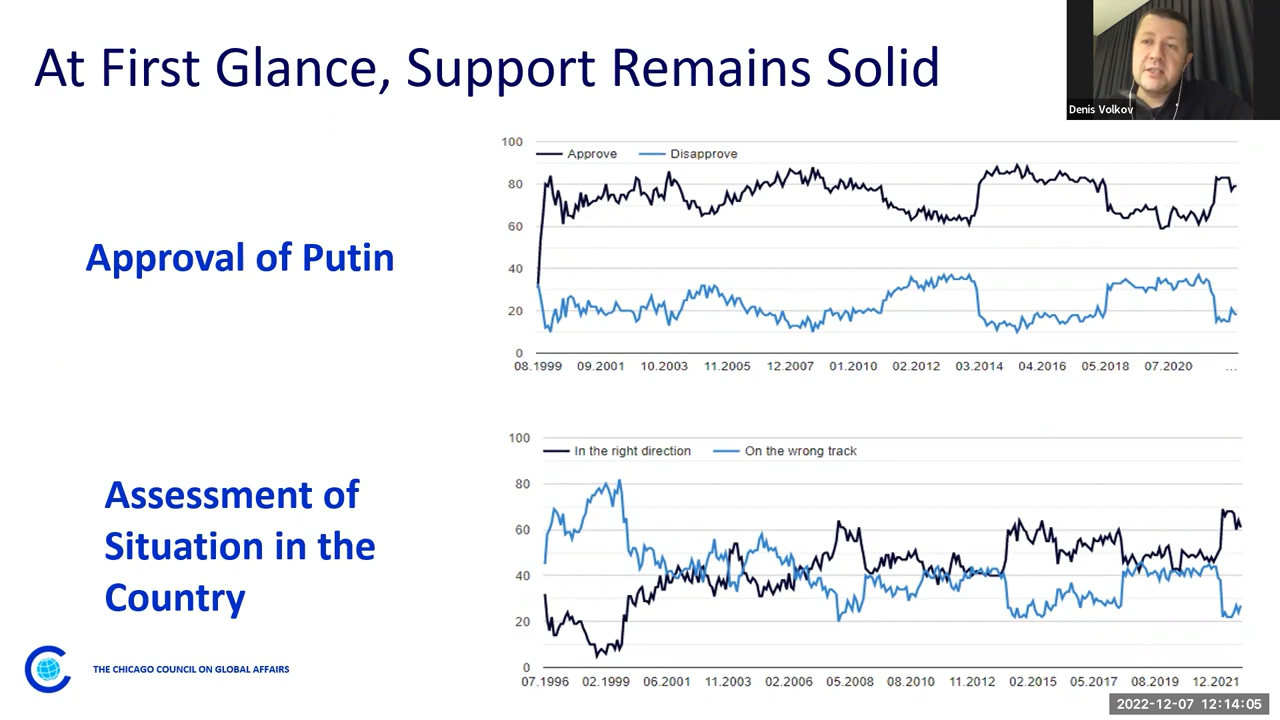 At First Glance, Support Remains Solid
Denis Volkov
Approval of Putin
100
Approve Disapprove
80
60
40
20
0
08.1999 09.2001 10.2003 11.2005 12.2007 01.2010 02.2012 03.2014 04.2016 05.2018 07.2020 ...
Assessment of
Situation in the
Country
100
In the right direction On the wrong track
80
60
40
20
0
07.1996 02.1999 06.2001 11.2003 02.2006 05.2008 08.2010 11.2012 02.2015 05.2017 08.2019 12.2021
THE CHICAGO COUNCIL ON GLOBAL AFFAIRS
2022-12-07 12:14:05